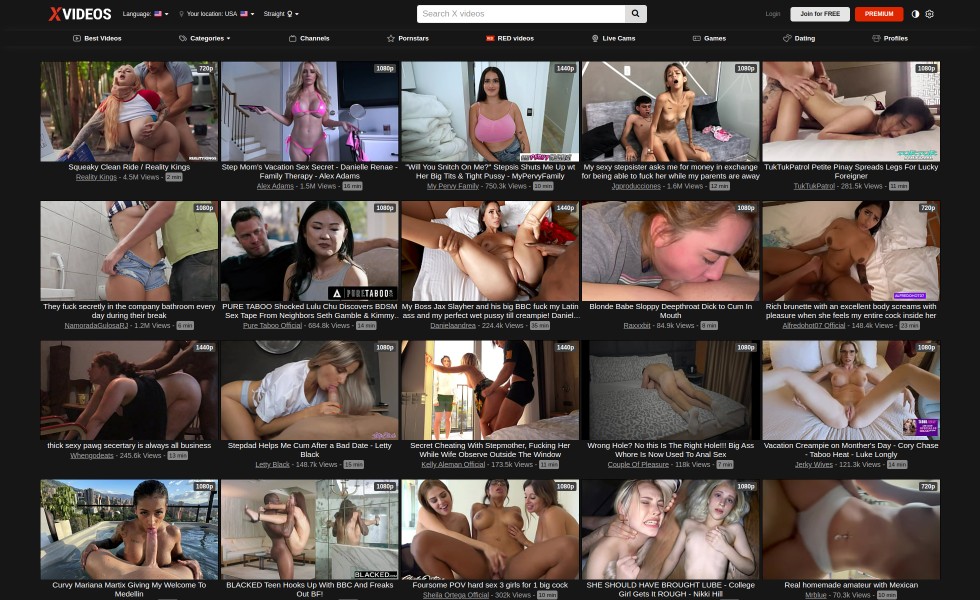 XVIDEOS
Language:
Your location: USA
Straight
Search X videos
Login
Join for FREE
PREMIUM
Best Videos
Categories
Channels
Pornstars
RED videos
Live Cams
Games
Dating
Profiles
720p
1080p
1440p
1080p
1080p
Squeaky Clean Ride / Reality Kings
Reality Kings - 4.5M Views - 2 min
Step Mom's Vacation Sex Secret - Danielle Renae -
Family Therapy - Alex Adams
Alex Adams - 1.5M Views - 16 min
"Will You Snitch On Me?" Stepsis Shuts Me Up wt
Her Big Tits & Tight Pussy - MyPervyFamily
My Pervy Family - 750.3k Views - 10 min
My sexy stepsister asks me for money in exchange
for being able to fuck her while my parents are away
Jgproducciones - 1.6M Views - 12 min
TukTukPatrol Petite Pinay Spreads Legs For Lucky
Foreigner
TukTukPatrol - 281.5k Views - 11 min
1080p
1080p
1440p
1080p
720p
PURETABOO
ALFREDOHOT07
They fuck secretly in the company bathroom every
day during their break
NamoradaGulosaRJ - 1.2M Views - 6 min
PURE TABOO Shocked Lulu Chu Discovers BDSM
Sex Tape From Neighbors Seth Gamble & Kimmy..
Pure Taboo Official - 684.8k Views - 14 min
My Boss Jax Slayher and his big BBC fuck my Latin
ass and my perfect wet pussy till creampie! Daniel...
Danielaandrea - 224.4k Views - 35 min
Blonde Babe Sloppy Deepthroat Dick to Cum In
Mouth
Raxxxbit - 84.9k Views - 8 min
Rich brunette with an excellent body screams with
pleasure when she feels my entire cock inside her
Alfredohot07 Official - 148.4k Views - 23 min
1440p
1080p
1080p
1080p
1080p
thick sexy pawg secertary is always all business
Whengodeats - 245.6k Views - 13 min
Stepdad Helps Me Cum After a Bad Date - Letty
Black
Letty Black - 148.7k Views - 15 min
Secret Cheating With Stepmother, Fucking Her
While Wife Observe Outside The Window
Kelly Aleman Official - 173.5k Views - 11 min
Wrong Hole? No this Is The Right Hole!!! Big Ass
Whore Is Now Used To Anal Sex
Couple Of Pleasure - 118k Views - 7 min
Vacation Creampie on Monther's Day - Cory Chase
- Taboo Heat - Luke Longly
Jerky Wives - 121.3k Views - 14 min
1080p
1080p
1080p
1080p
720p
BLACKED
Curvy Mariana Martix Giving My Welcome To
Medellin
BLACKED Teen Hooks Up With BBC And Freaks
Out BF!
Foursome POV hard sex 3 girls for 1 big cock
Sheila Ortega Official - 302k Views - 10 min
SHE SHOULD HAVE BROUGHT LUBE - College
Girl Gets It ROUGH - Nikki Hill
Real homemade amateur with Mexican
Mrblue - 70.3k Views - 10 min